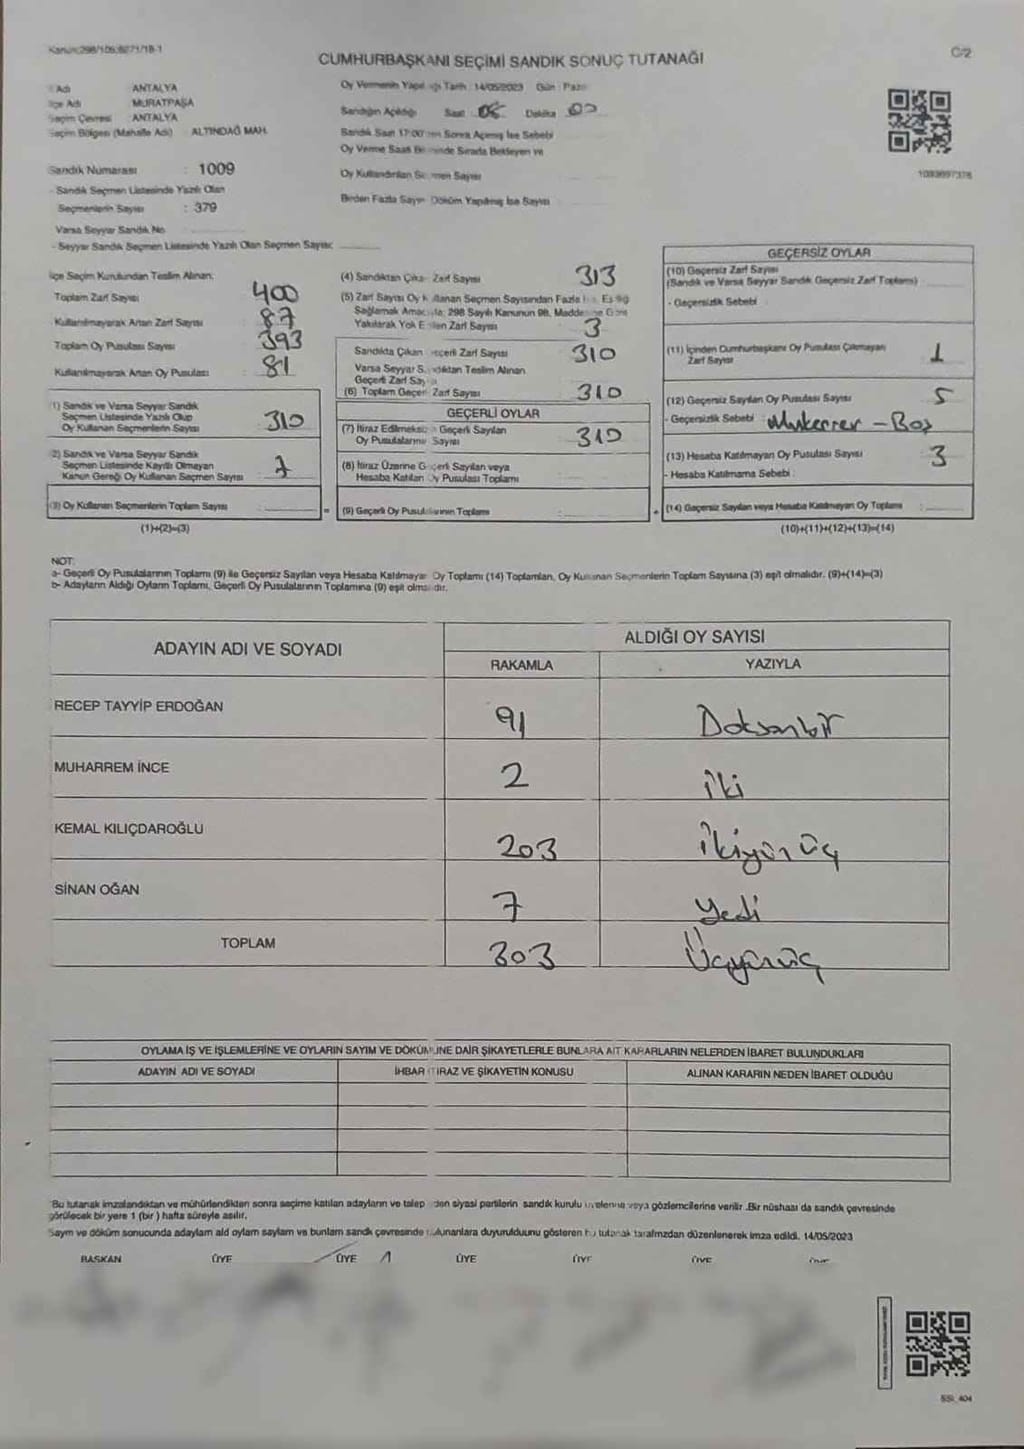 Kanun:298/105;6271/18-1
CUMHURBAŞKANI SEÇİMİ SANDIK SONUÇ TUTANAĞI
C/2
Adı ANTALYA
İlçe Adı MURATPAŞA
Seçim Çevresi ANTALYA
Seçim Bölgesi (Mahalle Adı) : ALTINDAĞ MAH.
Sandık Numarası : 1009
- Sandık Seçmen Listesinde Yazılı Olan
Seçmenlerin Sayısı : 379
Varsa Seyyar Sandık No
- Seyyar Sandık Seçmen Listesinde Yazılı Olan Seçmen Sayısı:
Oy Vermenin Yapıl ığı Tarih : 14/05/2023 Gün : Pazar
Sandığın Açıldığı Saat : Dakika :
Sandık Saat 17:00'den Sonra Açılmış İse Sebebi
Oy Verme Saati Bi minde Sırada Bekleyen ve
Oy Kullandırılan Seçmen Sayısı
Birden Fazla Sayım Döküm Yapılmış İse Sayısı
1093697376
İlçe Seçim Kurulundan Teslim Alınan;
Toplam Zarf Sayısı 400
Kullanılmayarak Artan Zarf Sayısı 87
Toplam Oy Pusulası Sayısı 393
Kullanılmayarak Artan Oy Pusulası 81
(1) Sandık ve Varsa Seyyar Sandık
Seçmen Listesinde Yazılı Olup
Oy Kullanan Seçmenlerin Sayısı 310
(2) Sandık ve Varsa Seyyar Sandık
Seçmen Listesinde Kayıtlı Olmayan
Kanun Gereği Oy Kullanan Seçmen Sayısı
(3) Oy Kullanan Seçmenlerin Toplam Sayısı : =
(1)+(2)=(3)
(4) Sandıktan Çıkan Zarf Sayısı 313
(5) Zarf Sayısı Oy Kullanan Seçmen Sayısından Fazla İse, Eşitliği
Sağlamak Amacıyla; 298 Sayılı Kanunun 98. Maddesine Göre
Yakılarak Yok Edilen Zarf Sayısı 3
Sandıkta Çıkan Geçerli Zarf Sayısı 310
Varsa Seyyar Sandıktan Teslim Alınan
Geçerli Zarf Sayısı
(6) Toplam Geçerli Zarf Sayısı 310
GEÇERLİ OYLAR
(7) İtiraz Edilmeksizin Geçerli Sayılan
Oy Pusulalarının Sayısı 310
(8) İtiraz Üzerine Geçerli Sayılan veya
Hesaba Katılan Oy Pusulası Toplamı
(9) Geçerli Oy Pusulalarının Toplamı : +
GEÇERSİZ OYLAR
(10) Geçersiz Zarf Sayısı
(Sandık ve Varsa Seyyar Sandık Geçersiz Zarf Toplamı)
- Geçersizlik Sebebi
(11) İçinden Cumhurbaşkanı Oy Pusulası Çıkmayan
Zarf Sayısı 1
(12) Geçersiz Sayılan Oy Pusulası Sayısı 5
- Geçersizlik Sebebi : Mükerrer - Boş
(13) Hesaba Katılmayan Oy Pusulası Sayısı 3
- Hesaba Katılmama Sebebi :
(14) Geçersiz Sayılan veya Hesaba Katılmayan Oy Toplamı :
(10)+(11)+(12)+(13)=(14)
NOT:
a- Geçerli Oy Pusulalarının Toplamı (9) ile Geçersiz Sayılan veya Hesaba Katılmayan Oy Toplamı (14) Toplamları, Oy Kullanan Seçmenlerin Toplam Sayısına (3) eşit olmalıdır. (9)+(14)=(3)
b- Adayların Aldığı Oyların Toplamı, Geçerli Oy Pusulalarının Toplamına (9) eşit olmalıdır.
ADAYIN ADI VE SOYADI ALDIĞI OY SAYISI
RAKAMLA YAZIYLA
RECEP TAYYİP ERDOĞAN 91 Doksanbir
MUHARREM İNCE 2 iki
KEMAL KILIÇDAROĞLU 203 ikiyüz üç
SİNAN OĞAN 7 Yedi
TOPLAM 303 Üçyüzüç
OYLAMA İŞ VE İŞLEMLERİNE VE OYLARIN SAYIM VE DÖKÜMÜNE DAİR ŞİKAYETLERLE BUNLARA AİT KARARLARIN NELERDEN İBARET BULUNDUKLARI
ADAYIN ADI VE SOYADI İHBAR İTİRAZ VE ŞİKAYETİN KONUSU ALINAN KARARIN NEDEN İBARET OLDUĞU
Bu tutanak imzalandıktan ve mühürlendikten sonra seçime katılan adayların ve talep eden siyasi partilerin sandık kurulu üyelerine veya gözlemcilerine verilir .Bir nüshası da sandık çevresinde
görülecek bir yere 1 (bir ) hafta süreyle asılır.
Sayım ve döküm sonucunda adaylarn ald oylarn sayların ve bunların sandk çevresinde bulunanlara duyurulduunu gösteren bu tutanak tarafmzdan düzenlenerek imza edildi. 14/05/2023
BAŞKAN ÜYE ÜYE ÜYE ÜYE ÜYE ÜYE
SSI_404